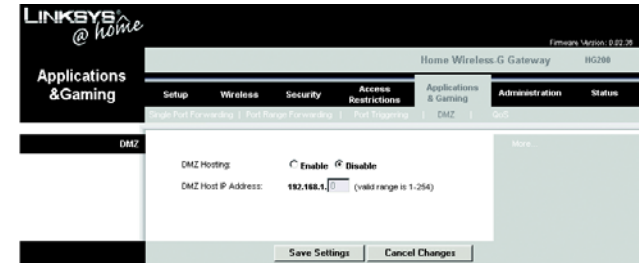 LINKSYS
@ home
Firmware Version: 0.02.38
Home Wireless-G Gateway HG200
Applications
&Gaming
Setup Wireless Security Access Restrictions Applications & Gaming Administration Status
Single Port Forwarding | Port Range Forwarding | Port Triggering | DMZ | QoS
DMZ
More...
DMZ Hosting: Enable Disable
DMZ Host IP Address: 192.168.1. 0 (valid range is 1-254)
Save Settings Cancel Changes